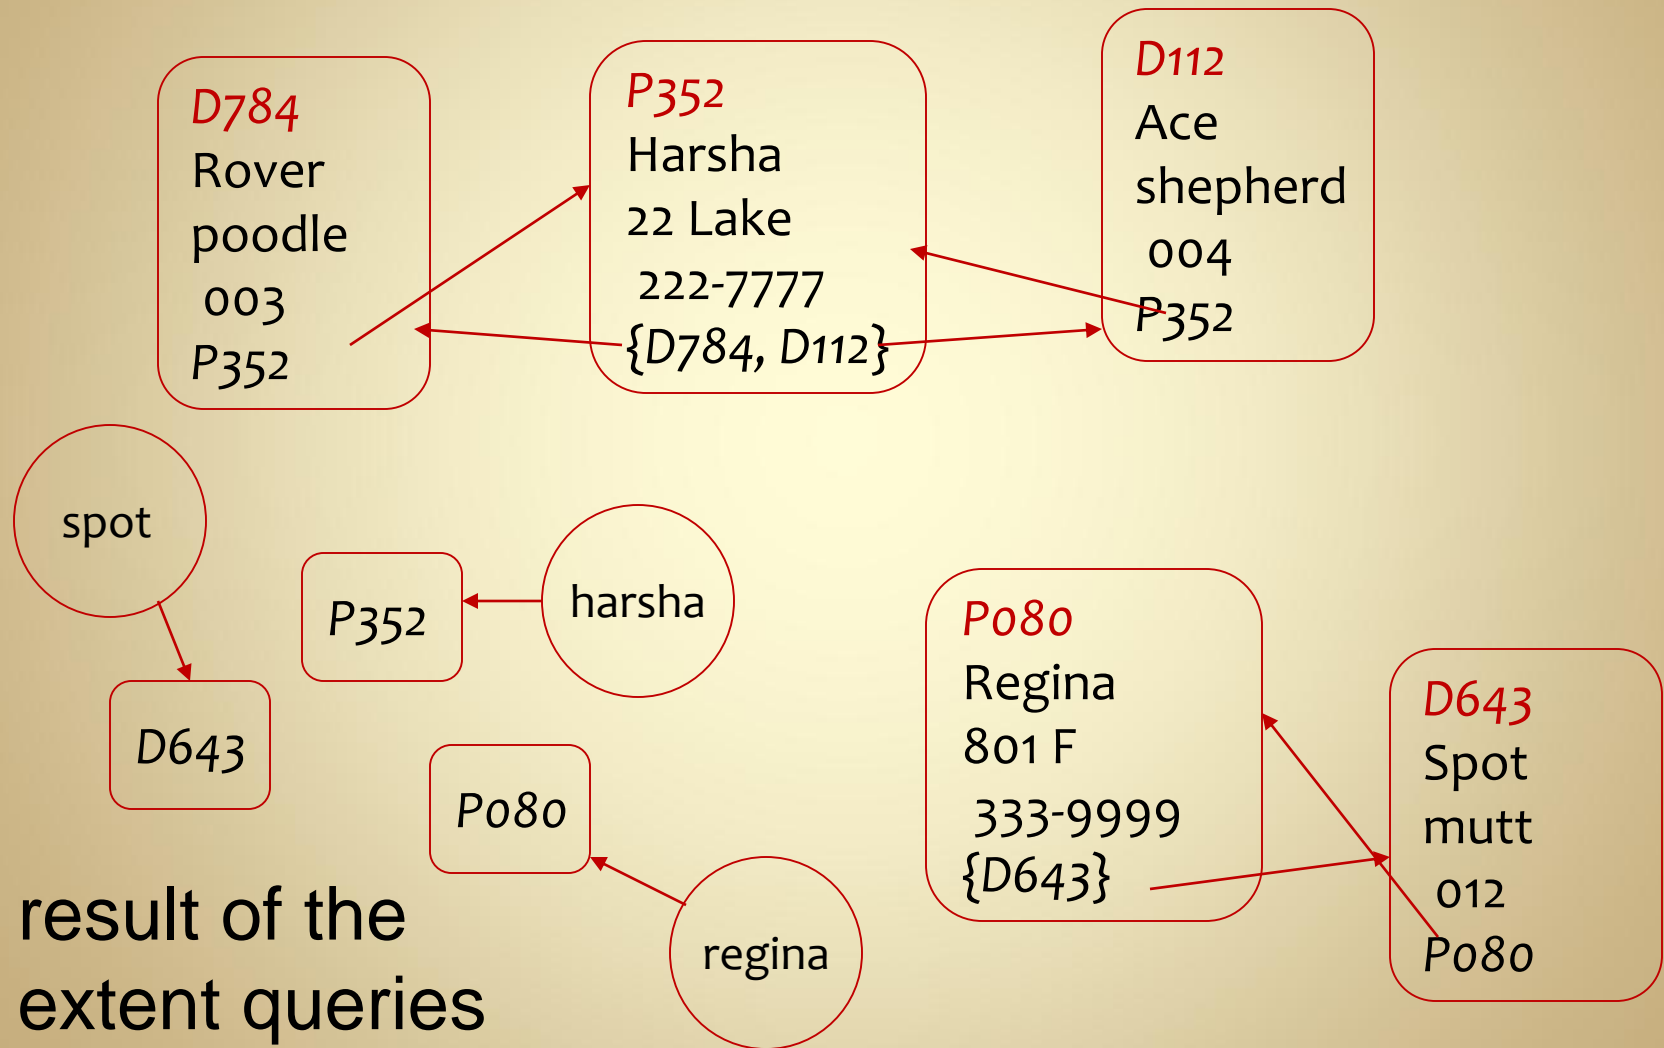 D784
Rover
poodle
003
P352
P352
Harsha
22 Lake
222-7777
{D784, D112}
D112
Ace
shepherd
004
P352
spot
D643
P352
harsha
P080
regina
P080
Regina
801 F
333-9999
{D643}
D643
Spot
mutt
012
P080
result of the
extent queries